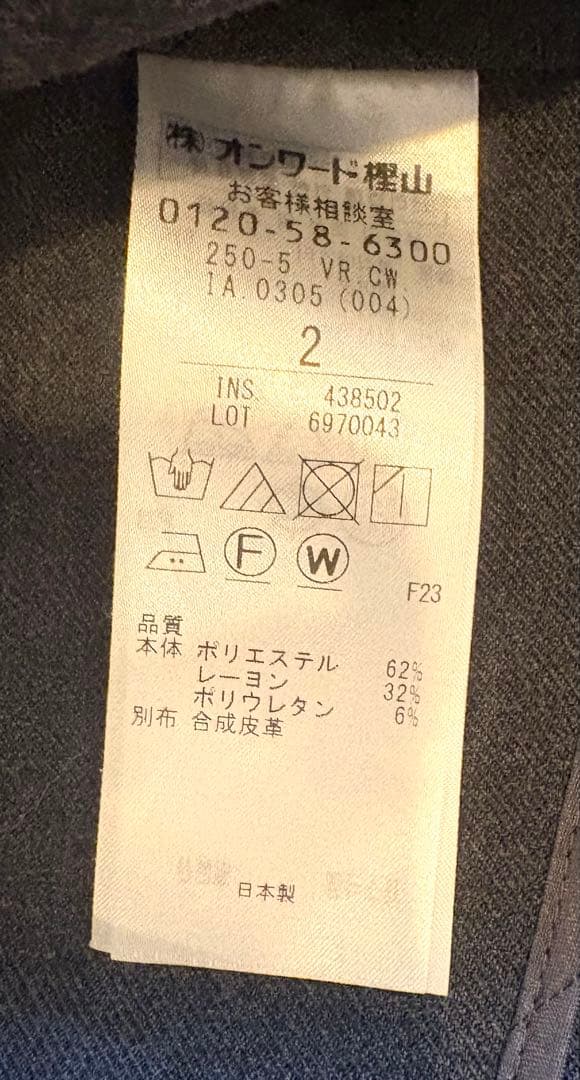 (株)オンワード樫山
お客様相談室
0120-58-6300
250-5 VR CW
IA.0305 (004)
2
INS 438502
LOT 6970043
F W
F23
品質
本体 ポリエステル 62%
レーヨン 32%
ポリウレタン 6%
別布 合成皮革
日本製